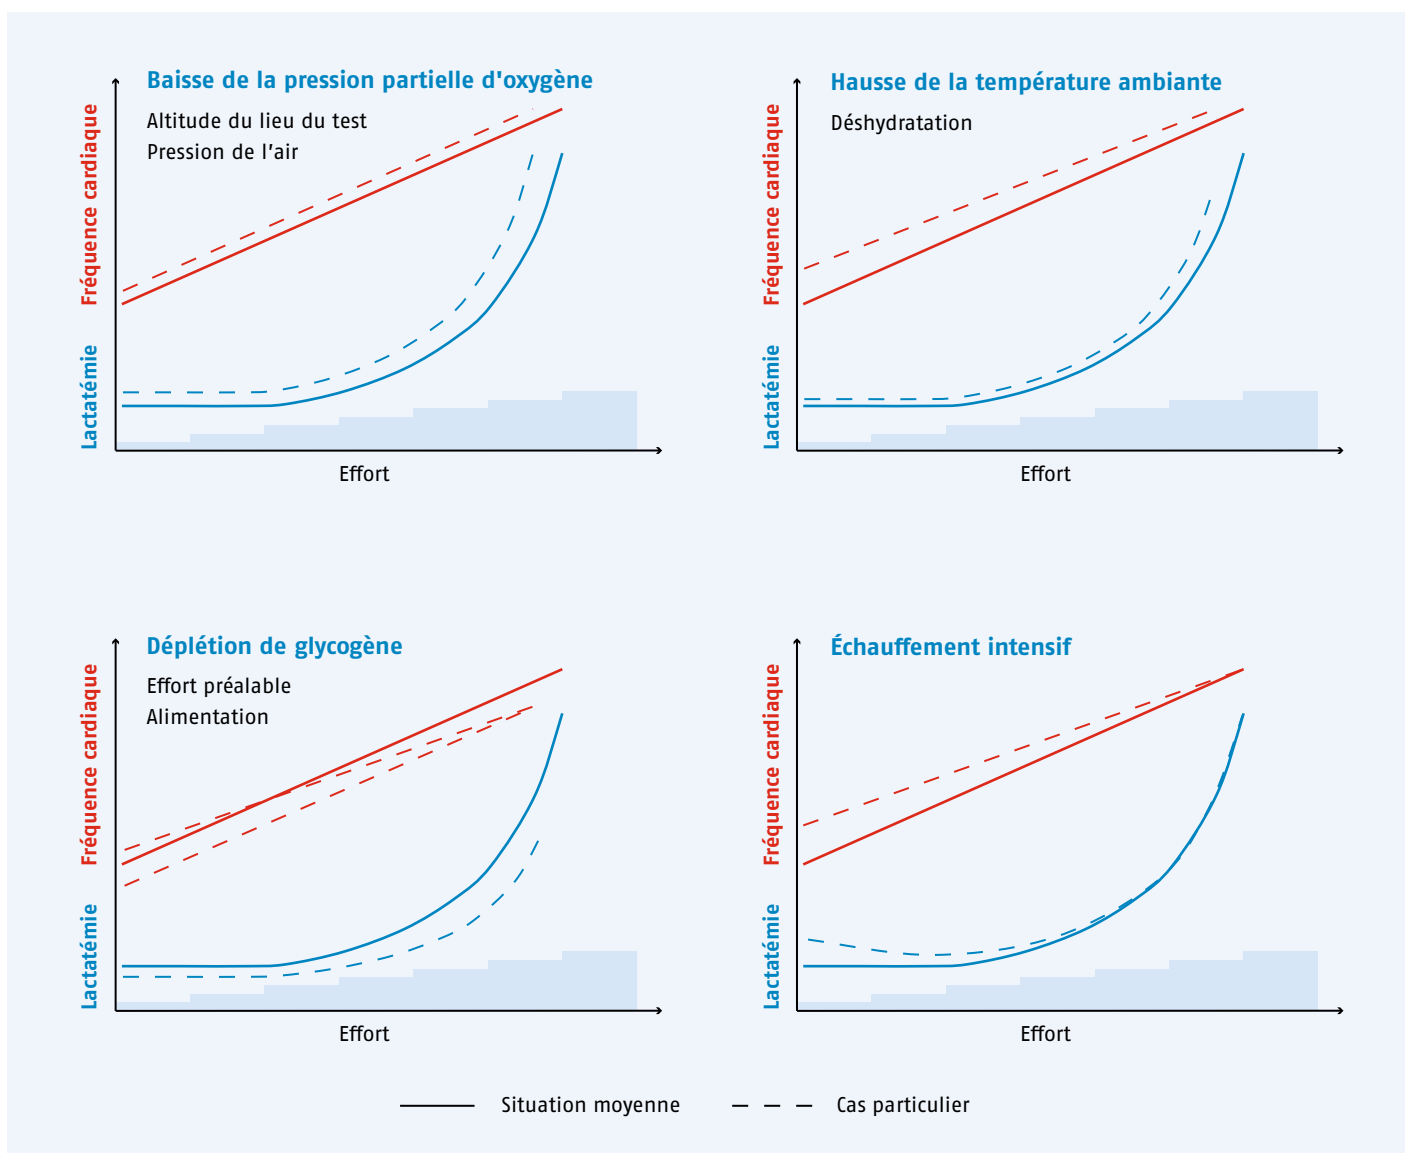 Baisse de la pression partielle d'oxygène
Altitude du lieu du test
Pression de l’air
Fréquence cardiaque
Lactatémie
Effort
Hausse de la température ambiante
Déshydratation
Fréquence cardiaque
Lactatémie
Effort
Déplétion de glycogène
Effort préalable
Alimentation
Fréquence cardiaque
Lactatémie
Effort
Échauffement intensif
Fréquence cardiaque
Lactatémie
Effort
Situation moyenne
Cas particulier